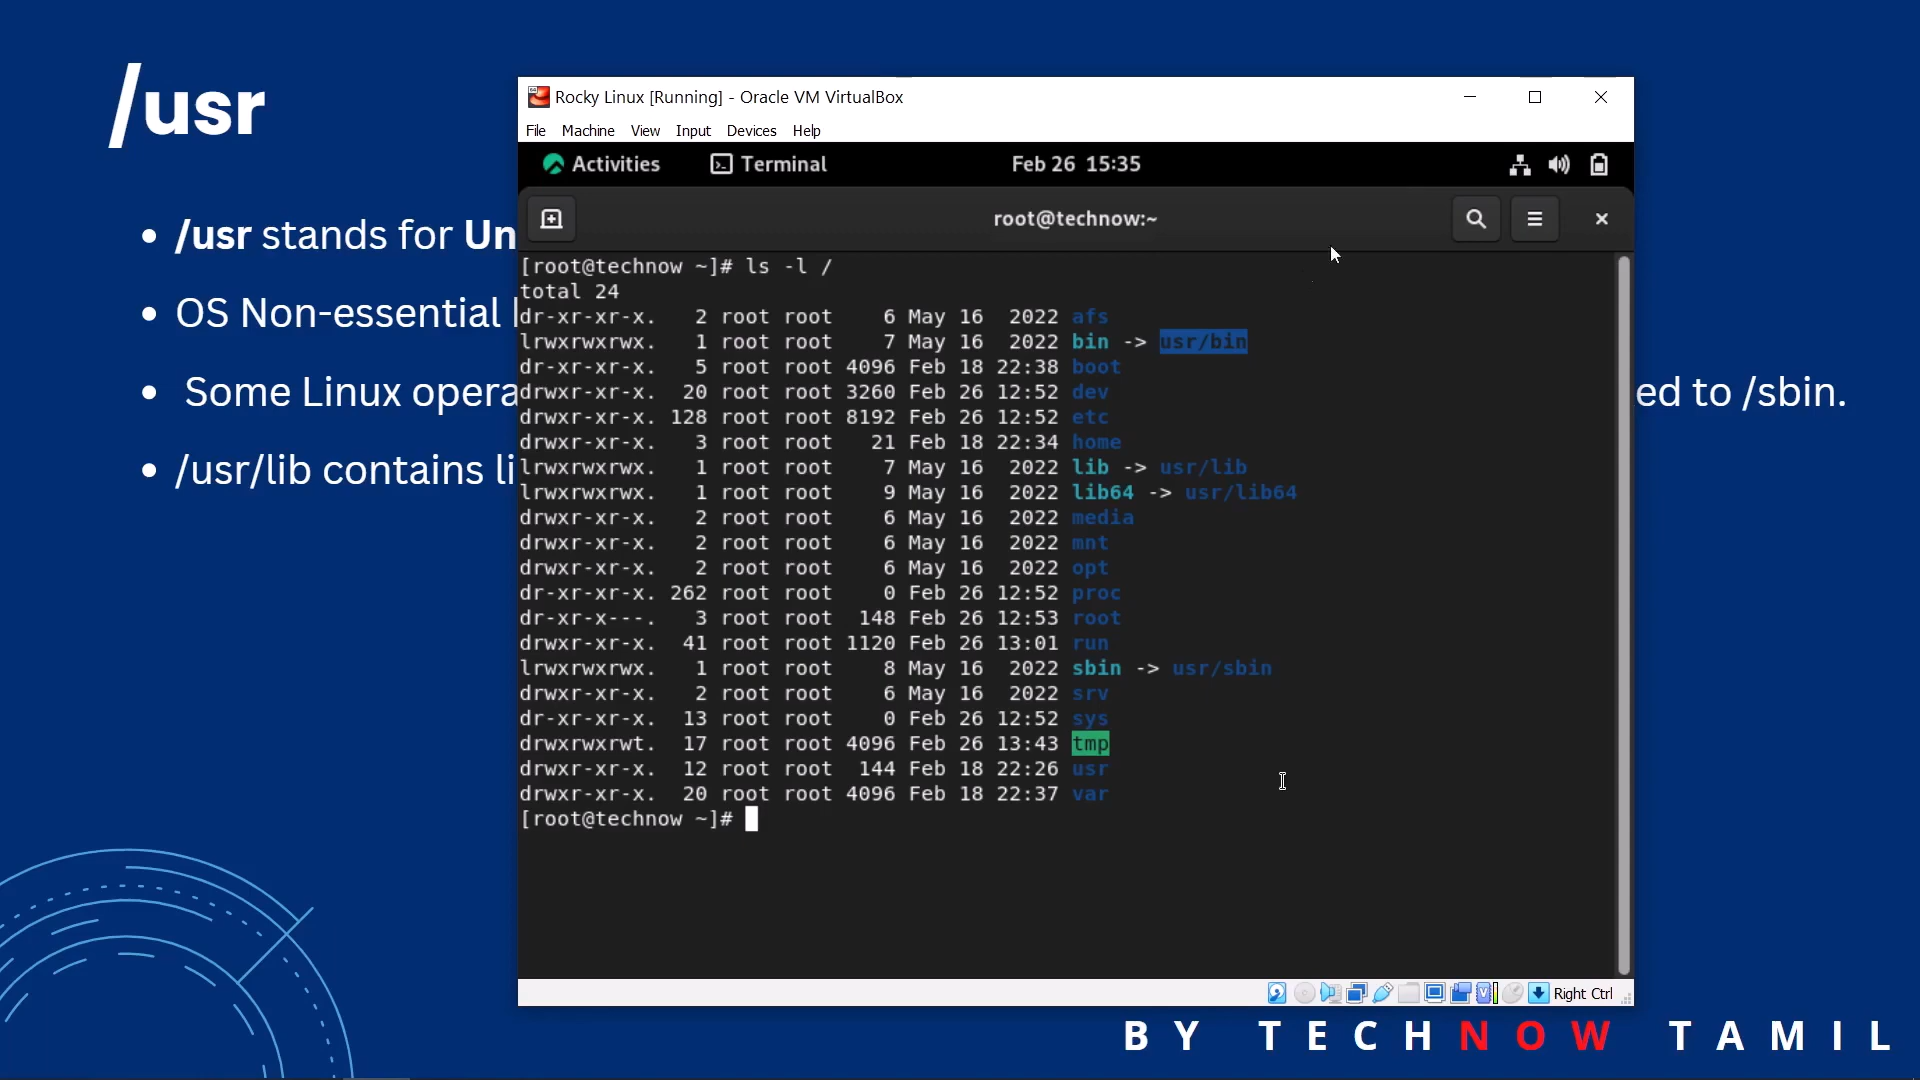 /usr
• /usr stands for Un
• OS Non-essential
• Some Linux opera
ed to /sbin.
• /usr/lib contains li
Rocky Linux [Running] - Oracle VM VirtualBox
File Machine View Input Devices Help
Activities Terminal Feb 26 15:35
root@technow:~
[root@technow ~]# ls -l /
total 24
dr-xr-xr-x. 2 root root 6 May 16 2022 afs
lrwxrwxrwx. 1 root root 7 May 16 2022 bin -> usr/bin
dr-xr-xr-x. 5 root root 4096 Feb 18 22:38 boot
drwxr-xr-x. 20 root root 3260 Feb 26 12:52 dev
drwxr-xr-x. 128 root root 8192 Feb 26 12:52 etc
drwxr-xr-x. 3 root root 21 Feb 18 22:34 home
lrwxrwxrwx. 1 root root 7 May 16 2022 lib -> usr/lib
lrwxrwxrwx. 1 root root 9 May 16 2022 lib64 -> usr/lib64
drwxr-xr-x. 2 root root 6 May 16 2022 media
drwxr-xr-x. 2 root root 6 May 16 2022 mnt
drwxr-xr-x. 2 root root 6 May 16 2022 opt
dr-xr-xr-x. 262 root root 0 Feb 26 12:52 proc
dr-xr-x---. 3 root root 148 Feb 26 12:53 root
drwxr-xr-x. 41 root root 1120 Feb 26 13:01 run
lrwxrwxrwx. 1 root root 8 May 16 2022 sbin -> usr/sbin
drwxr-xr-x. 2 root root 6 May 16 2022 srv
dr-xr-xr-x. 13 root root 0 Feb 26 12:52 sys
drwxrwxrwt. 17 root root 4096 Feb 26 13:43 tmp
drwxr-xr-x. 12 root root 144 Feb 18 22:26 usr
drwxr-xr-x. 20 root root 4096 Feb 18 22:37 var
[root@technow ~]#
Right Ctrl
BY TECHNOW TAMIL